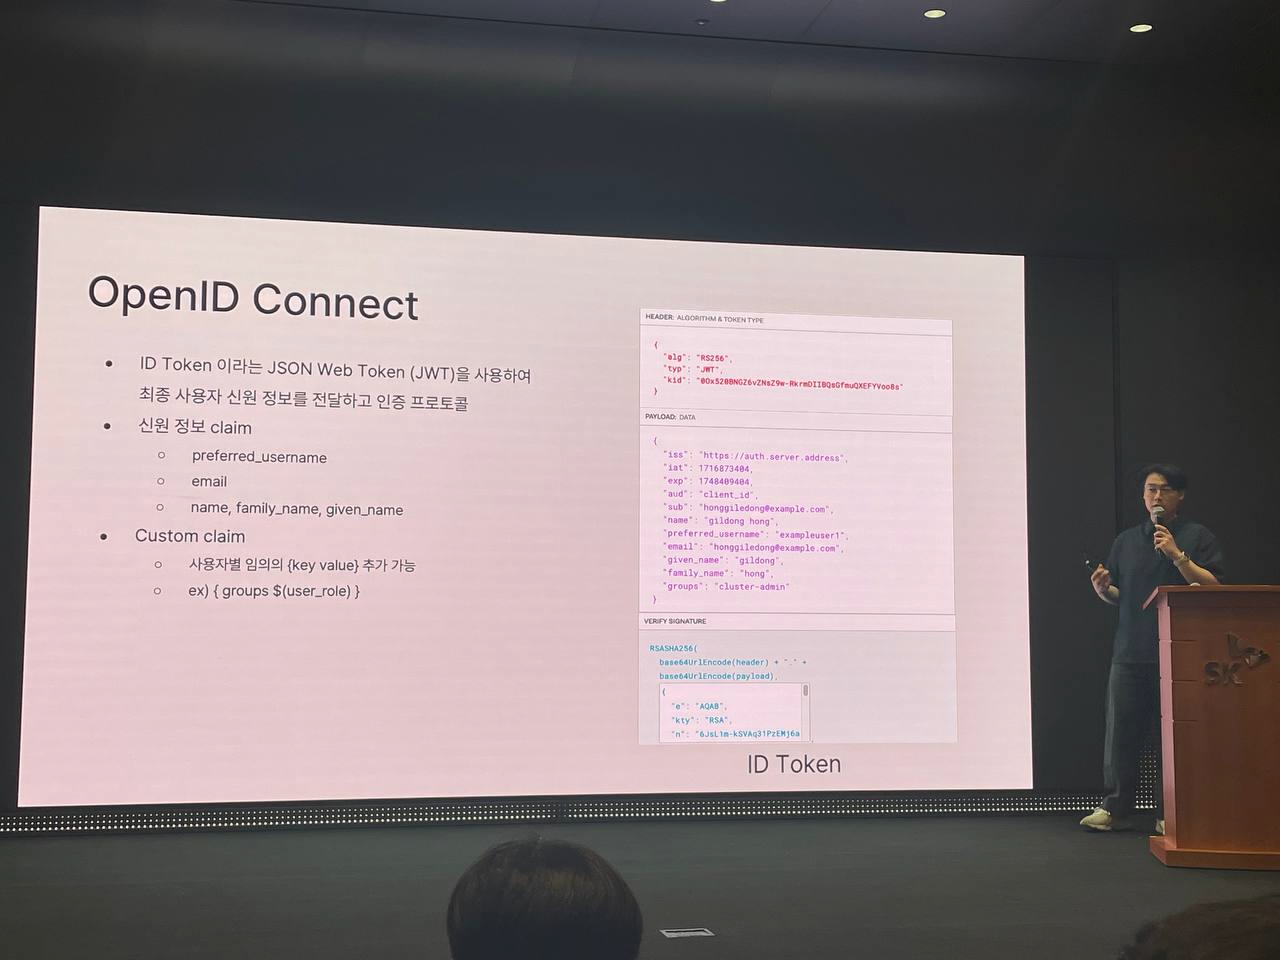 OpenID Connect
ID Token 이라는 JSON Web Token (JWT)을 사용하여
최종 사용자 신원 정보를 전달하고 인증 프로토콜
신원 정보 claim
preferred_username
email
name, family_name, given_name
Custom claim
사용자별 임의의 {key value} 추가 가능
ex) { groups $(user_role) }
HEADER: ALGORITHM & TOKEN TYPE
{
"alg": "RS256",
"typ": "JWT",
"kid":
}
PAYLOAD: DATA
{
"iss": "https://auth.server.address",
"iat": 1716873404,
"exp": 1748409404,
"aud": "client_id",
"sub": "honggiledong@example.com",
"name": "gildong hong",
"preferred_username": "exampleuser1",
"email": "honggiledong@example.com",
"given_name": "gildong",
"family_name": "hong",
"groups": "cluster-admin"
}
VERIFY SIGNATURE
RSASHA256(
base64UrlEncode(header) + "." +
base64UrlEncode(payload),
{
"e": "AQAB",
"kty": "RSA",
"n": "6JsL1m-kSVAq31PzEMj6a
ID Token
SK